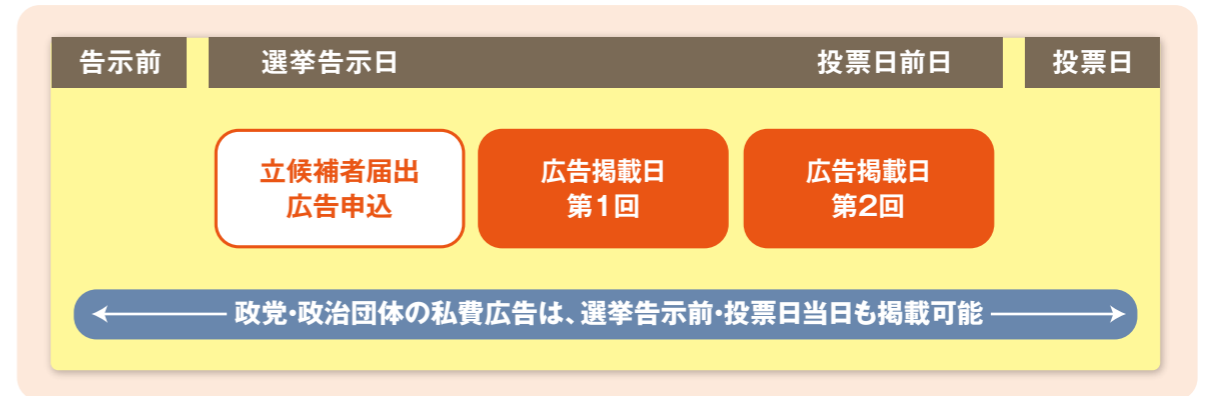 告示前
選挙告示日
投票日前日
投票日
立候補者届出
広告申込
広告掲載日
第1回
広告掲載日
第2回
政党・政治団体の私費広告は、選挙告示前・投票日当日も掲載可能